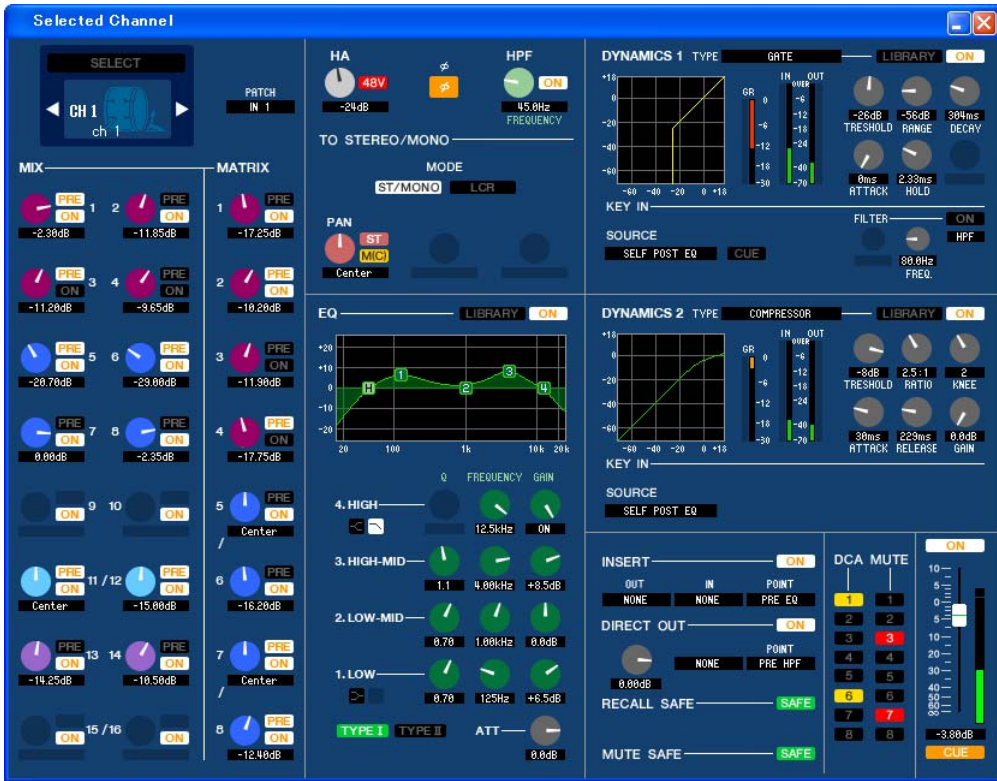 Selected Channel
SELECT
CH 1
ch 1
PATCH
IN 1
MIX
MATRIX
PRE
ON
1
2
PRE
ON
1
PRE
ON
-2.30dB
-11.85dB
-17.25dB
PRE
ON
3
4
PRE
ON
2
PRE
ON
-11.20dB
-9.65dB
-10.20dB
PRE
ON
5
6
PRE
ON
3
PRE
ON
-20.70dB
-29.00dB
-11.90dB
PRE
ON
7
8
PRE
ON
4
PRE
ON
0.00dB
-2.35dB
-17.75dB
ON
9
10
ON
5
PRE
ON
Center
/
PRE
ON
11 / 12
PRE
ON
6
PRE
ON
Center
-15.00dB
-16.20dB
PRE
ON
13
14
PRE
ON
7
PRE
ON
-14.25dB
-10.50dB
Center
/
ON
15 / 16
ON
8
PRE
ON
-12.40dB
HA
48V
-24dB
ø
ø
HPF
ON
45.0Hz
FREQUENCY
TO STEREO/MONO
MODE
ST/MONO
LCR
PAN
ST
M(C)
Center
EQ
LIBRARY
ON
+20
+10
0
-10
-20
H
1
2
3
4
20
100
1k
10k
20k
Q
FREQUENCY
GAIN
4. HIGH
12.5kHz
ON
3. HIGH-MID
1.1
4.00kHz
+8.5dB
2. LOW-MID
0.70
1.00kHz
0.0dB
1. LOW
0.70
125Hz
+6.5dB
TYPE I
TYPE II
ATT
0.0dB
DYNAMICS 1
TYPE
GATE
LIBRARY
ON
+18
0
-20
-40
-60
-60
-40
-20
0
+18
GR
0
-6
-12
-18
-30
IN
OUT
OVER
-6
-12
-18
-24
-40
-70
-26dB
TRESHOLD
-56dB
RANGE
304ms
DECAY
0ms
ATTACK
2.33ms
HOLD
KEY IN
SOURCE
SELF POST EQ
CUE
FILTER
ON
HPF
80.0Hz
FREQ.
DYNAMICS 2
TYPE
COMPRESSOR
LIBRARY
ON
+18
0
-20
-40
-60
-60
-40
-20
0
+18
GR
0
-6
-12
-18
-30
IN
OUT
OVER
-6
-12
-18
-24
-40
-70
-8dB
TRESHOLD
2.5:1
RATIO
2
KNEE
30ms
ATTACK
229ms
RELEASE
0.0dB
GAIN
KEY IN
SOURCE
SELF POST EQ
INSERT
ON
OUT
IN
POINT
NONE
NONE
PRE EQ
DIRECT OUT
ON
POINT
NONE
PRE HPF
0.00dB
RECALL SAFE
SAFE
MUTE SAFE
SAFE
DCA
MUTE
1
1
2
2
3
3
4
4
5
5
6
6
7
7
8
8
ON
10
5
0
5
10
20
30
40
50
60
∞
-3.80dB
CUE